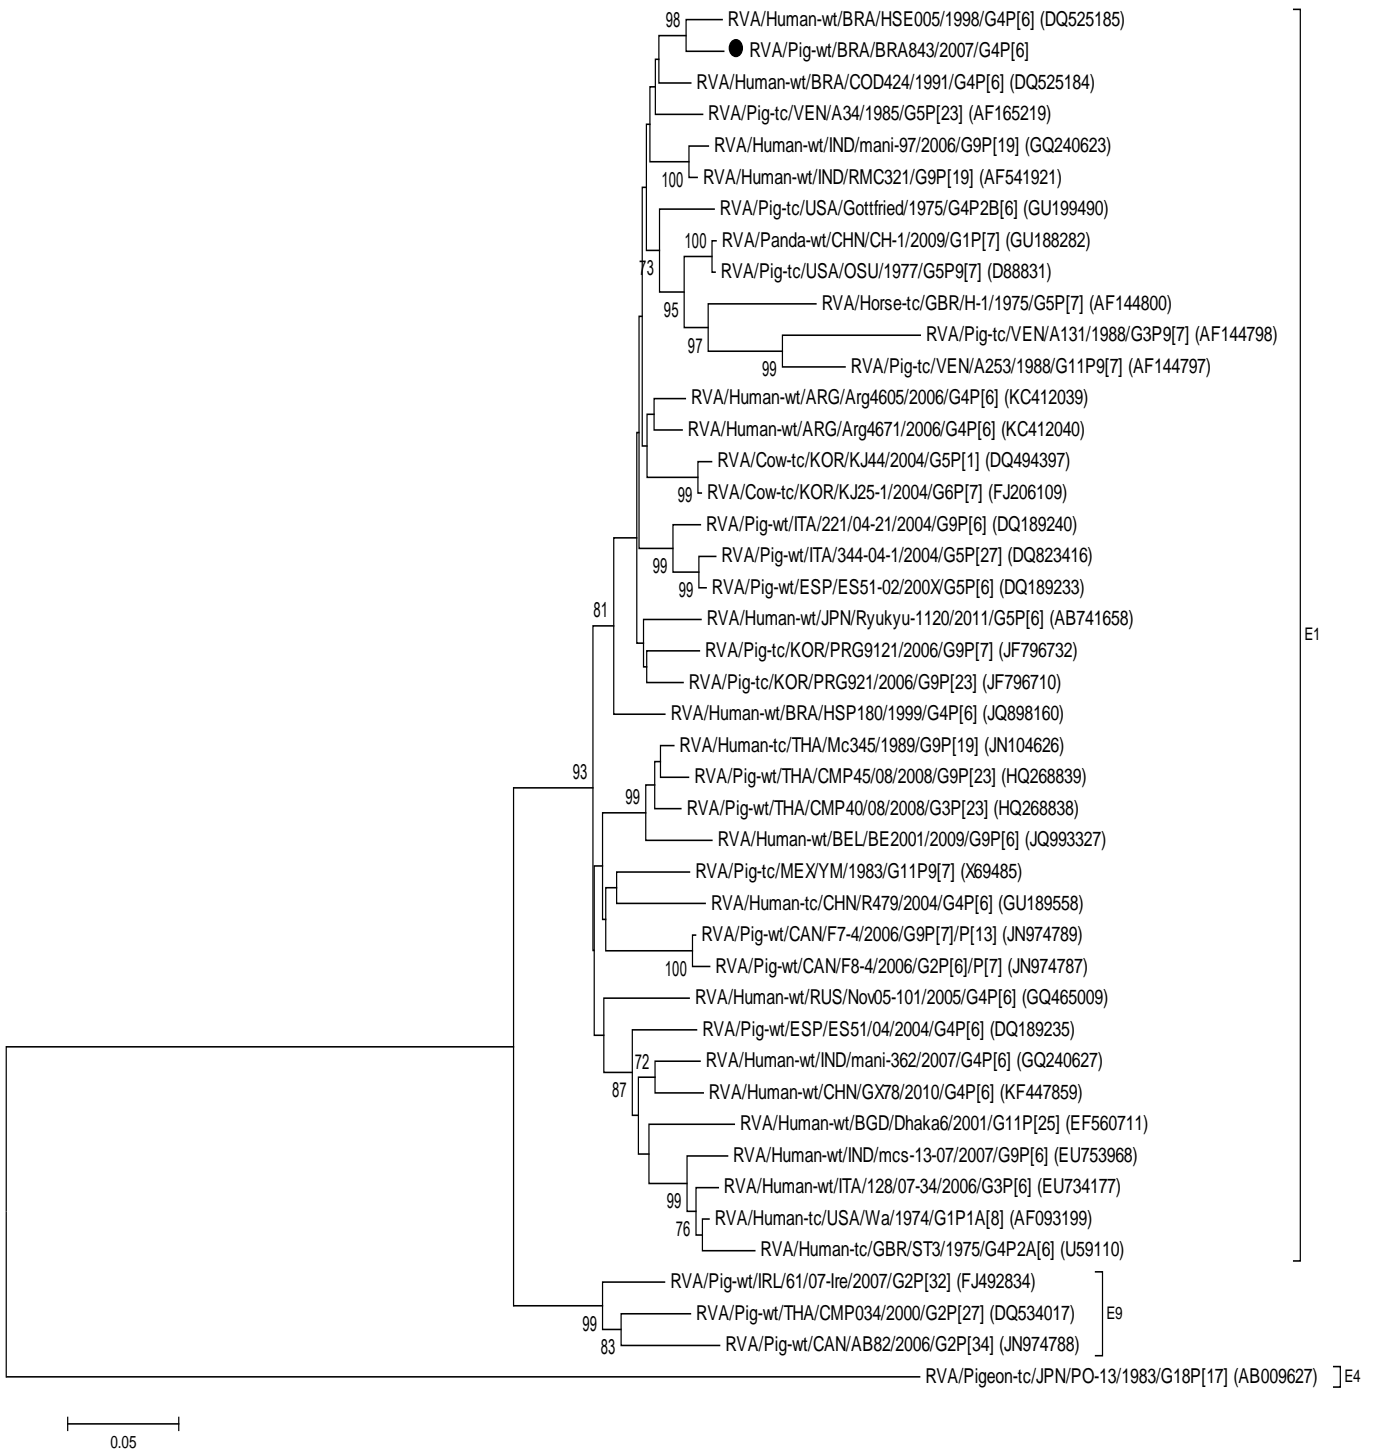 98
RVA/Human-wt/BRA/HSE005/1998/G4P[6] (DQ525185)
RVA/Pig-wt/BRA/BRA843/2007/G4P[6]
RVA/Human-wt/BRA/COD424/1991/G4P[6] (DQ525184)
RVA/Pig-tc/VEN/A34/1985/G5P[23] (AF165219)
RVA/Human-wt/IND/mani-97/2006/G9P[19] (GQ240623)
100
RVA/Human-wt/IND/RMC321/G9P[19] (AF541921)
RVA/Pig-tc/USA/Gottfried/1975/G4P2B[6] (GU199490)
100
RVA/Panda-wt/CHN/CH-1/2009/G1P[7] (GU188282)
73
RVA/Pig-tc/USA/OSU/1977/G5P9[7] (D88831)
95
RVA/Horse-tc/GBR/H-1/1975/G5P[7] (AF144800)
RVA/Pig-tc/VEN/A131/1988/G3P9[7] (AF144798)
97
99
RVA/Pig-tc/VEN/A253/1988/G11P9[7] (AF144797)
RVA/Human-wt/ARG/Arg4605/2006/G4P[6] (KC412039)
RVA/Human-wt/ARG/Arg4671/2006/G4P[6] (KC412040)
RVA/Cow-tc/KOR/KJ44/2004/G5P[1] (DQ494397)
99
RVA/Cow-tc/KOR/KJ25-1/2004/G6P[7] (FJ206109)
RVA/Pig-wt/ITA/221/04-21/2004/G9P[6] (DQ189240)
99
RVA/Pig-wt/ITA/344-04-1/2004/G5P[27] (DQ823416)
99
RVA/Pig-wt/ESP/ES51-02/200X/G5P[6] (DQ189233)
81
RVA/Human-wt/JPN/Ryukyu-1120/2011/G5P[6] (AB741658)
E1
RVA/Pig-tc/KOR/PRG9121/2006/G9P[7] (JF796732)
RVA/Pig-tc/KOR/PRG921/2006/G9P[23] (JF796710)
RVA/Human-wt/BRA/HSP180/1999/G4P[6] (JQ898160)
RVA/Human-tc/THA/Mc345/1989/G9P[19] (JN104626)
93
RVA/Pig-wt/THA/CMP45/08/2008/G9P[23] (HQ268839)
99
RVA/Pig-wt/THA/CMP40/08/2008/G3P[23] (HQ268838)
RVA/Human-wt/BEL/BE2001/2009/G9P[6] (JQ993327)
RVA/Pig-tc/MEX/YM/1983/G11P9[7] (X69485)
RVA/Human-tc/CHN/R479/2004/G4P[6] (GU189558)
RVA/Pig-wt/CAN/F7-4/2006/G9P[7]/P[13] (JN974789)
100
RVA/Pig-wt/CAN/F8-4/2006/G2P[6]/P[7] (JN974787)
RVA/Human-wt/RUS/Nov05-101/2005/G4P[6] (GQ465009)
RVA/Pig-wt/ESP/ES51/04/2004/G4P[6] (DQ189235)
72
RVA/Human-wt/IND/mani-362/2007/G4P[6] (GQ240627)
87
RVA/Human-wt/CHN/GX78/2010/G4P[6] (KF447859)
RVA/Human-wt/BGD/Dhaka6/2001/G11P[25] (EF560711)
RVA/Human-wt/IND/mcs-13-07/2007/G9P[6] (EU753968)
99
RVA/Human-wt/ITA/128/07-34/2006/G3P[6] (EU734177)
76
RVA/Human-tc/USA/Wa/1974/G1P1A[8] (AF093199)
RVA/Human-tc/GBR/ST3/1975/G4P2A[6] (U59110)
RVA/Pig-wt/IRL/61/07-Ire/2007/G2P[32] (FJ492834)
99
RVA/Pig-wt/THA/CMP034/2000/G2P[27] (DQ534017)
E9
83
RVA/Pig-wt/CAN/AB82/2006/G2P[34] (JN974788)
RVA/Pigeon-tc/JPN/PO-13/1983/G18P[17] (AB009627)
E4
0.05